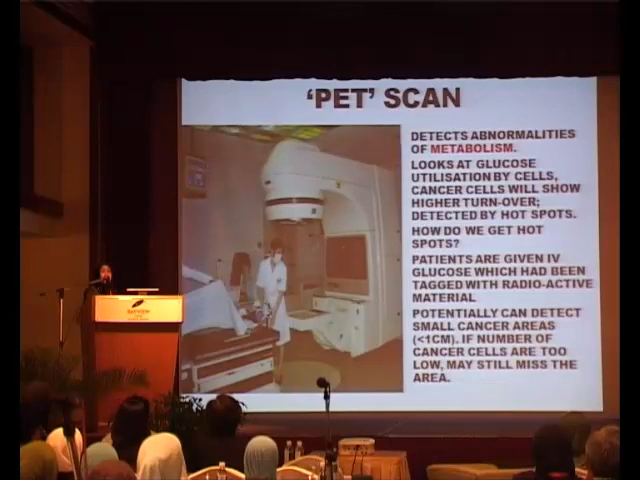 'PET' SCAN
DETECTS ABNORMALITIES
OF METABOLISM.
LOOKS AT GLUCOSE
UTILISATION BY CELLS,
CANCER CELLS WILL SHOW
HIGHER TURN-OVER;
DETECTED BY HOT SPOTS.
HOW DO WE GET HOT
SPOTS?
PATIENTS ARE GIVEN IV
GLUCOSE WHICH HAD BEEN
TAGGED WITH RADIO-ACTIVE
MATERIAL
POTENTIALLY CAN DETECT
SMALL CANCER AREAS
(<1CM). IF NUMBER OF
CANCER CELLS ARE TOO
LOW, MAY STILL MISS THE
AREA.